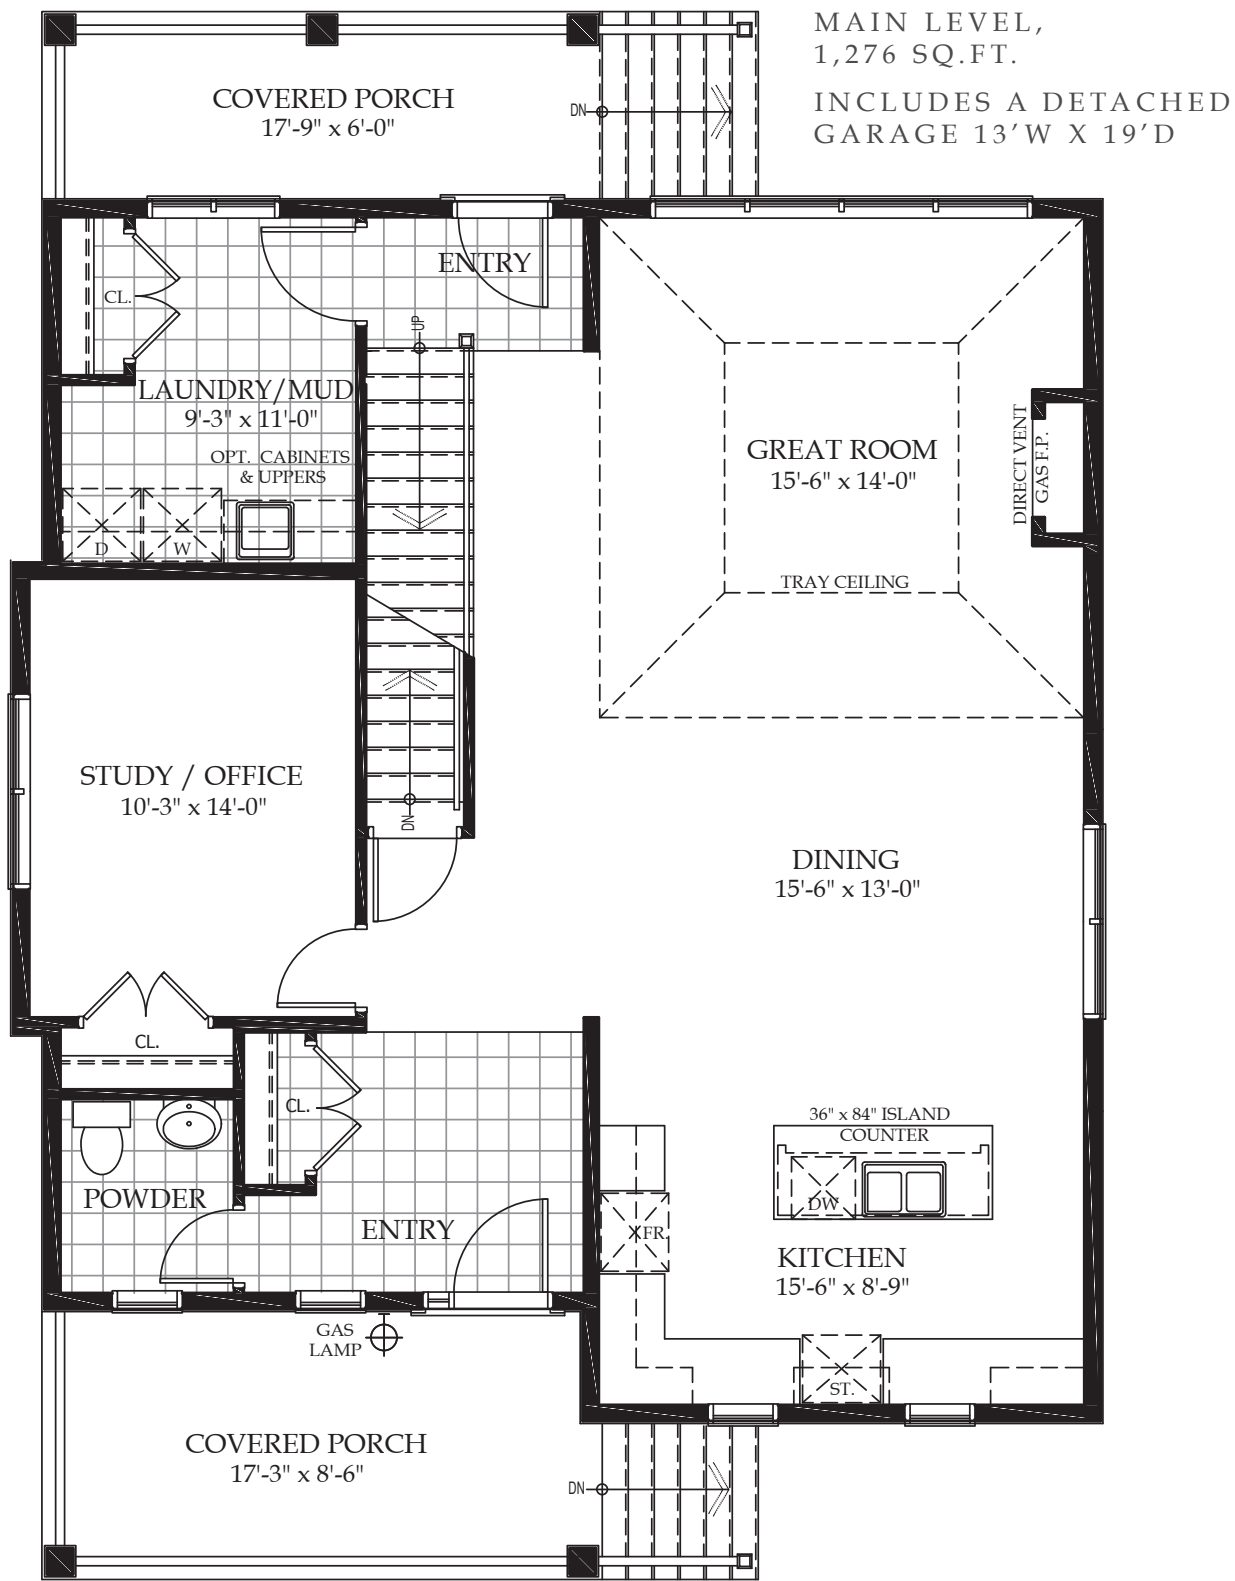 MAIN LEVEL,
1,276 SQ.FT.
INCLUDES A DETACHED
GARAGE 13’W X 19’D
COVERED PORCH
17'-9" x 6'-0"
DN
ENTRY
CL.
UP
LAUNDRY/MUD
9'-3" x 11'-0"
OPT. CABINETS
& UPPERS
D
W
GREAT ROOM
15'-6" x 14'-0"
DIRECT VENT
GAS F.P.
TRAY CEILING
STUDY / OFFICE
10'-3" x 14'-0"
DN
DINING
15'-6" x 13'-0"
CL.
CL.
36" x 84" ISLAND
COUNTER
DW
POWDER
ENTRY
FR.
KITCHEN
15'-6" x 8'-9"
GAS
LAMP
ST.
COVERED PORCH
17'-3" x 8'-6"
DN